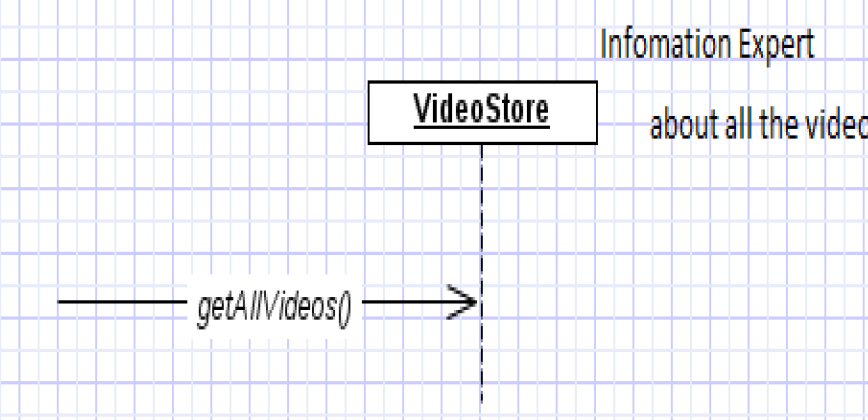 Infomation Expert
VideoStore
about all the video
getAllVideos()